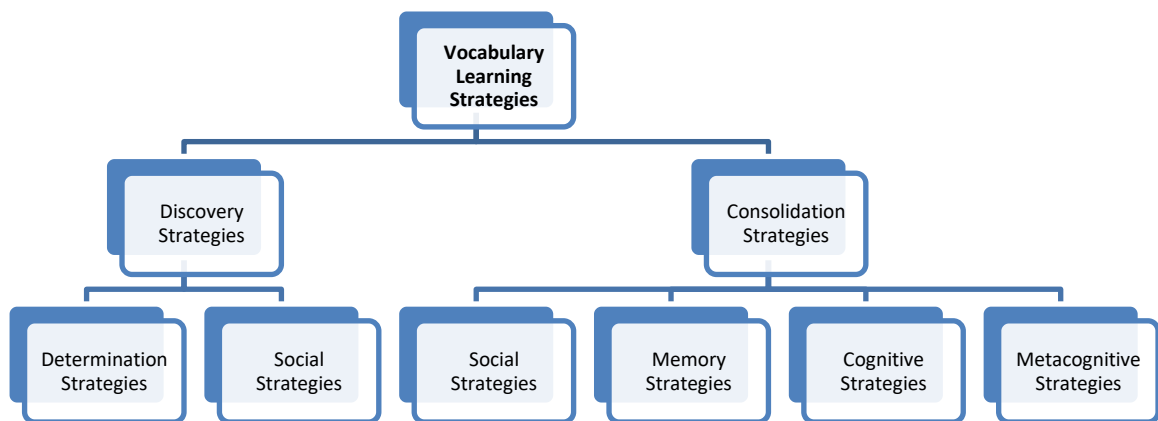 Vocabulary
Learning
Strategies
Discovery
Strategies
Consolidation
Strategies
Determination
Strategies
Social
Strategies
Social
Strategies
Memory
Strategies
Cognitive
Strategies
Metacognitive
Strategies